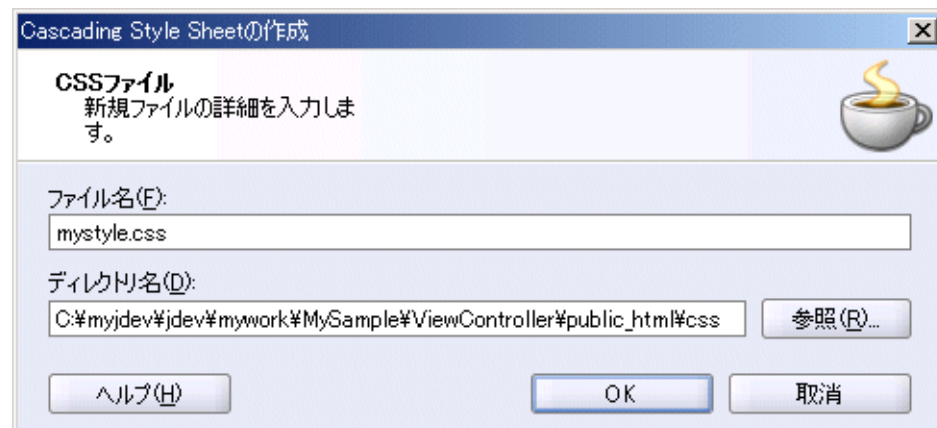 Cascading Style Sheetの作成
CSSファイル
新規ファイルの詳細を入力しま
す。
ファイル名(F):
mystyle.css
ディレクトリ名(D):
C:¥myjdev¥jdev¥mywork¥MySample¥ViewController¥public_html¥css
参照(R)...
ヘルプ(H)
OK
取消